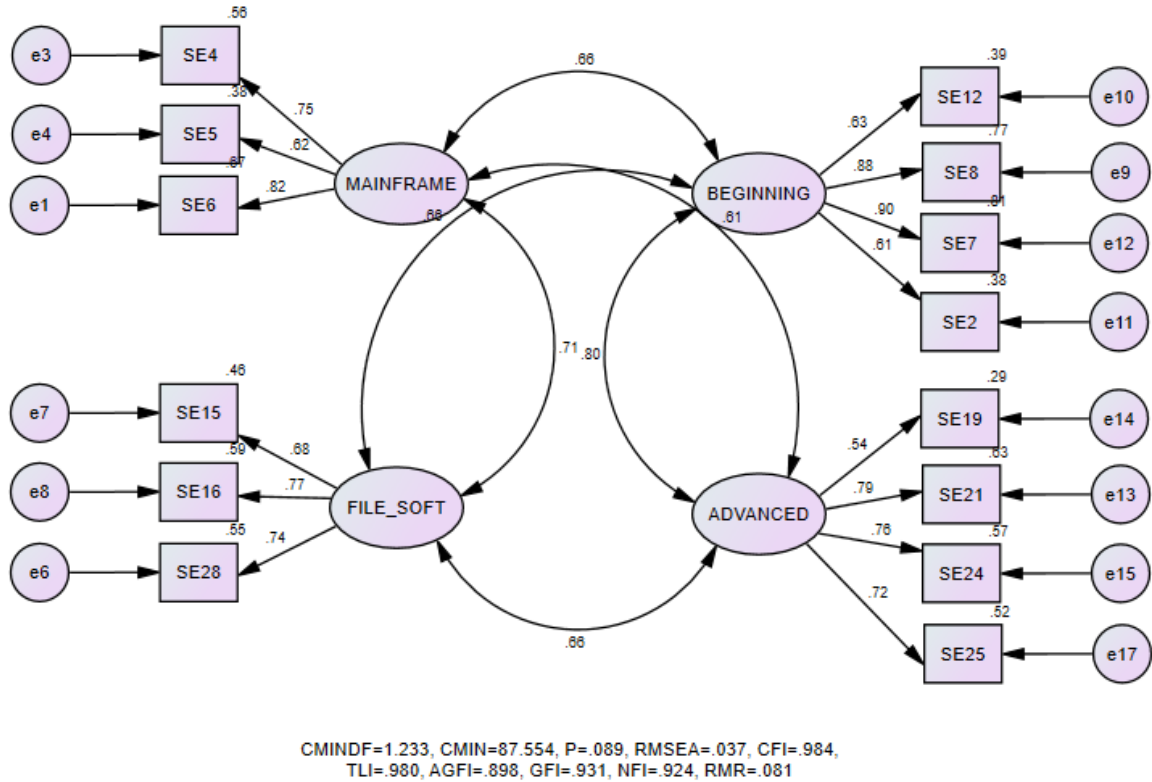 .56
e3 SE4
.75
.38
e4 SE5
.62
.67
e1 SE6
.82
MAINFRAME
.66
.39
SE12 e10
.63
.77
SE8 e9
.88
BEGINNING
.81
.90
SE7 e12
.61
.38
SE2 e11
.66
.61
.71
.80
.46
e7 SE15
.68
.59
e8 SE16
.77
.55
e6 SE28
.74
FILE_SOFT
.29
SE19 e14
.54
.63
SE21 e13
.79
ADVANCED
.57
.76
SE24 e15
.72
.52
SE25 e17
.66
CMINDF=1.233, CMIN=87.554, P=.089, RMSEA=.037, CFI=.984,
TLI=.980, AGFI=.898, GFI=.931, NFI=.924, RMR=.081